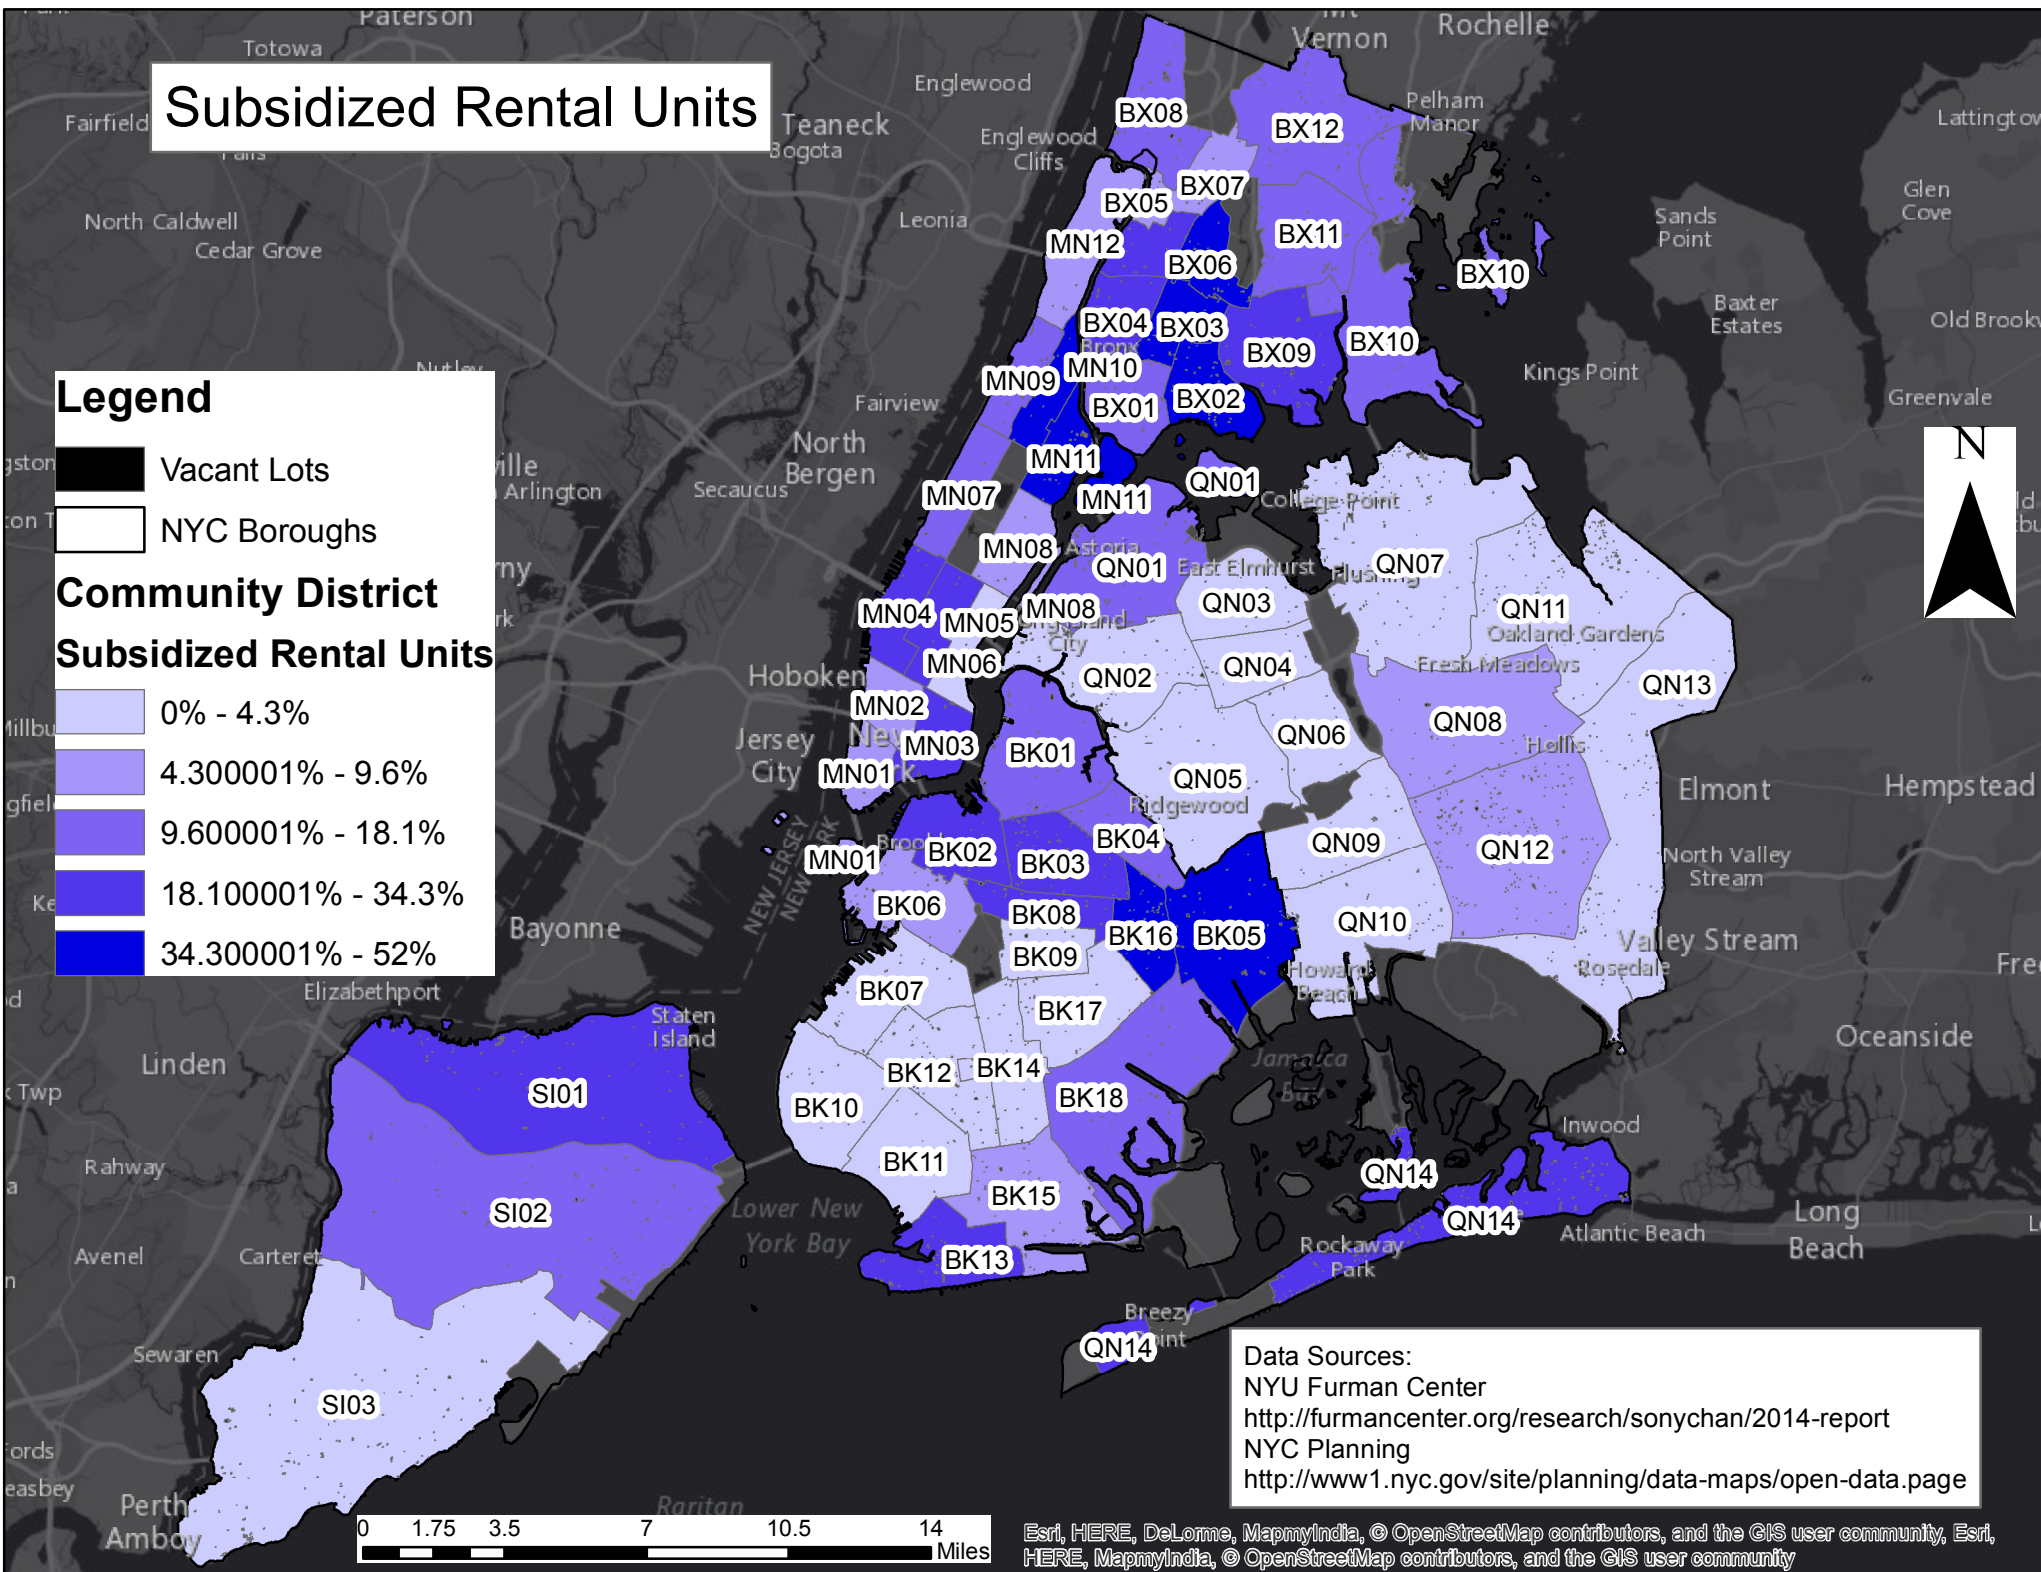 Paterson
Totowa
Subsidized Rental Units
Fairfield
Teaneck
Bogota
Englewood
Englewood
Cliffs
Vernon
Rochelle
Pelham
Manor
North Caldwell
Cedar Grove
Leonia
Sands
Point
Glen
Cove
Baxter
Estates
Kings Point
Greenvale
Fairview
North
Bergen
Secaucus
Arlington
Legend
Vacant Lots
NYC Boroughs
Community District
Subsidized Rental Units
0% - 4.3%
4.300001% - 9.6%
9.600001% - 18.1%
18.100001% - 34.3%
34.300001% - 52%
N
BX08
BX12
BX07
BX05
MN12
BX11
BX06
BX10
BX04
BX03
Bronx
BX09
BX10
MN10
MN09
BX01
BX02
MN11
MN11
QN01
College Point
MN07
MN08
Astoria
QN01
East Elmhurst
Flushing
QN07
QN03
QN11
Oakland Gardens
MN04
MN05
MN08
City
MN06
QN02
QN04
Fresh Meadows
QN13
Hoboken
MN02
MN03
Jersey
City
MN01
BK01
QN06
QN08
Hollis
QN05
Ridgewood
Elmont
Hempstead
NEW JERSEY
NEW YORK
MN01
BK02
BK03
BK04
QN09
QN12
North Valley
Stream
BK06
BK08
BK16
BK05
QN10
Valley Stream
BK09
Howard
Beach
Rosedale
Bayonne
Elizabethport
Staten
Island
BK07
BK17
Oceanside
Linden
Jamaica
Bay
SI01
BK12
BK14
BK10
BK18
Inwood
Rahway
BK11
QN14
BK15
SI02
Lower New
York Bay
QN14
Atlantic Beach
Long
Beach
Avenel
Carteret
BK13
Rockaway
Park
Breezy
Point
QN14
Sewaren
SI03
Perth
Amboy
Raritan
Data Sources:
NYU Furman Center
http://furmancenter.org/research/sonychan/2014-report
NYC Planning
http://www1.nyc.gov/site/planning/data-maps/open-data.page
0 1.75 3.5 7 10.5 14
Miles
Esri, HERE, DeLorme, MapmyIndia, © OpenStreetMap contributors, and the GIS user community, Esri,
HERE, MapmyIndia, © OpenStreetMap contributors, and the GIS user community